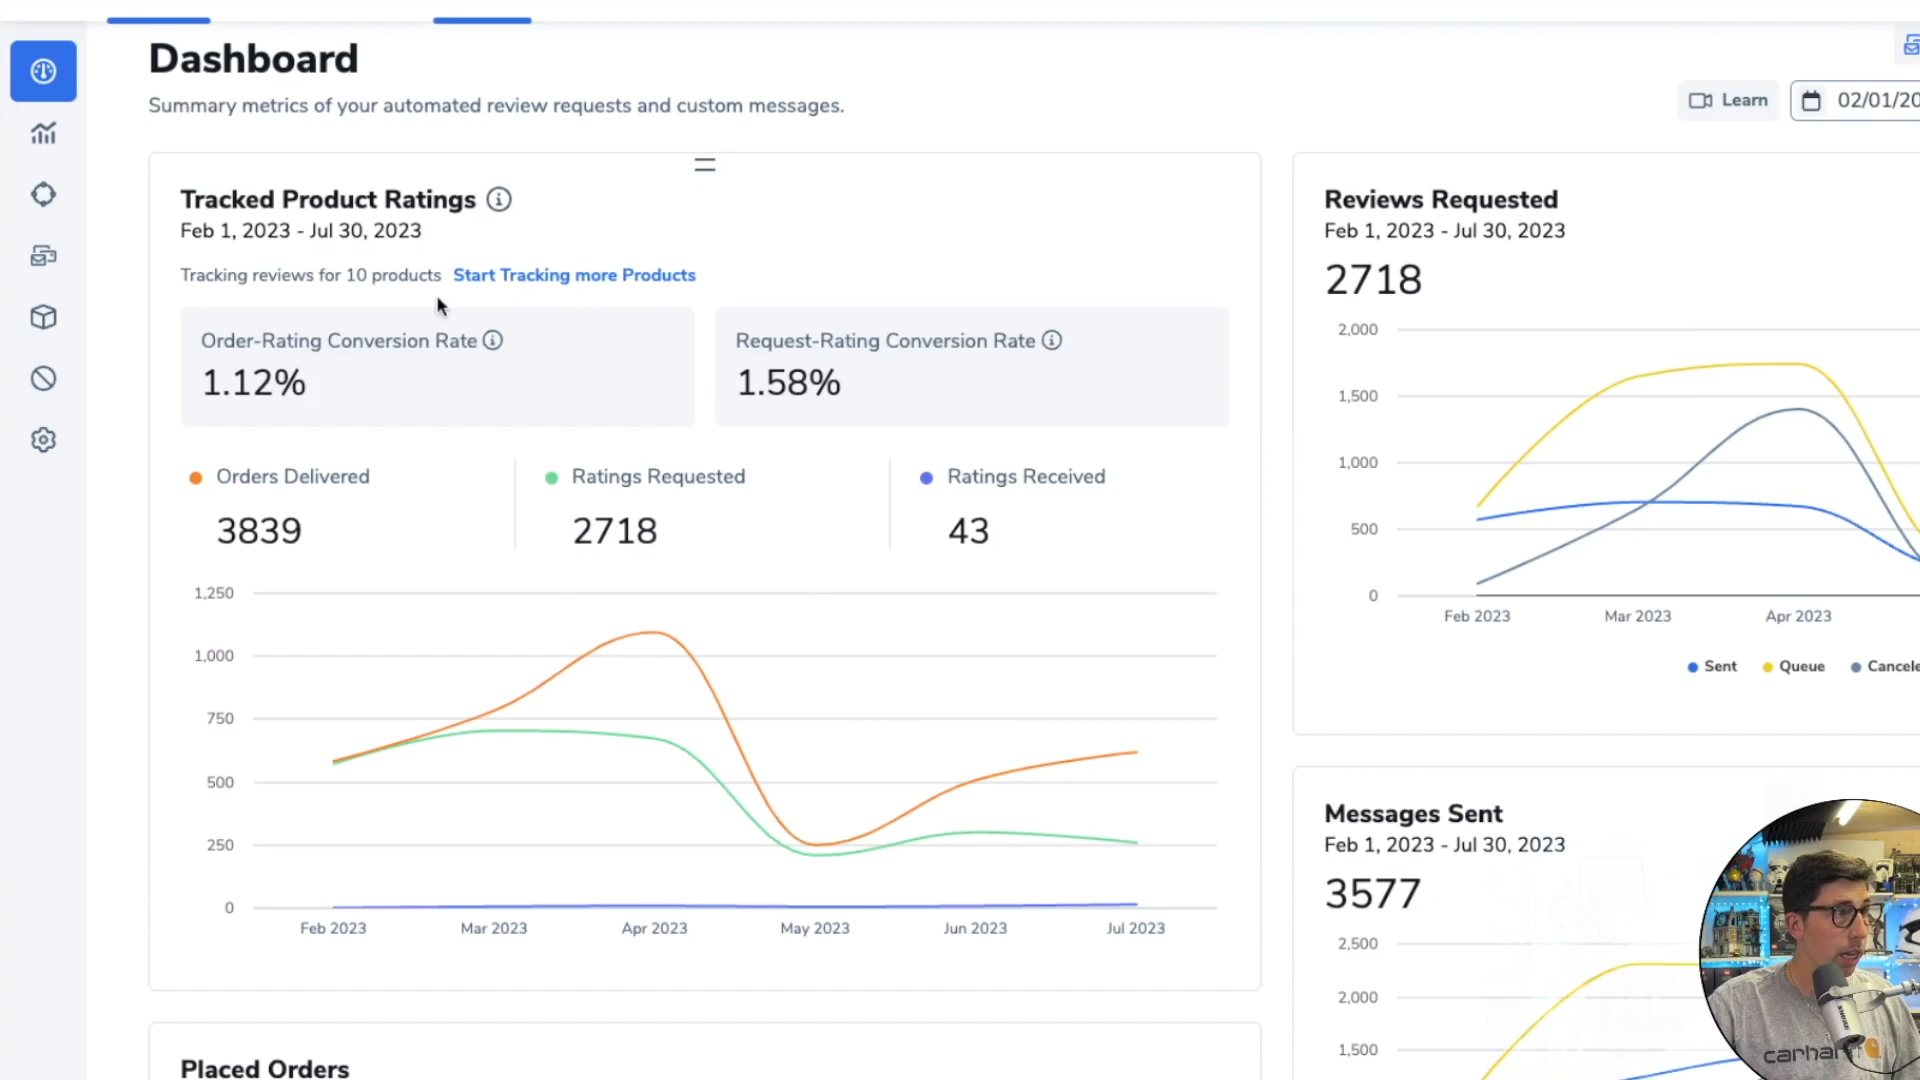 Dashboard
Summary metrics of your automated review requests and custom messages.
Learn
02/01/20
Tracked Product Ratings
Feb 1, 2023 - Jul 30, 2023
Tracking reviews for 10 products Start Tracking more Products
Order-Rating Conversion Rate
1.12%
Request-Rating Conversion Rate
1.58%
Orders Delivered
3839
Ratings Requested
2718
Ratings Received
43
1,250
1,000
750
500
250
0
Feb 2023 Mar 2023 Apr 2023 May 2023 Jun 2023 Jul 2023
Placed Orders
Reviews Requested
Feb 1, 2023 - Jul 30, 2023
2718
2,000
1,500
1,000
500
0
Feb 2023 Mar 2023 Apr 2023
Sent Queue Cancele
Messages Sent
Feb 1, 2023 - Jul 30, 2023
3577
2,500
2,000
1,500
carhart